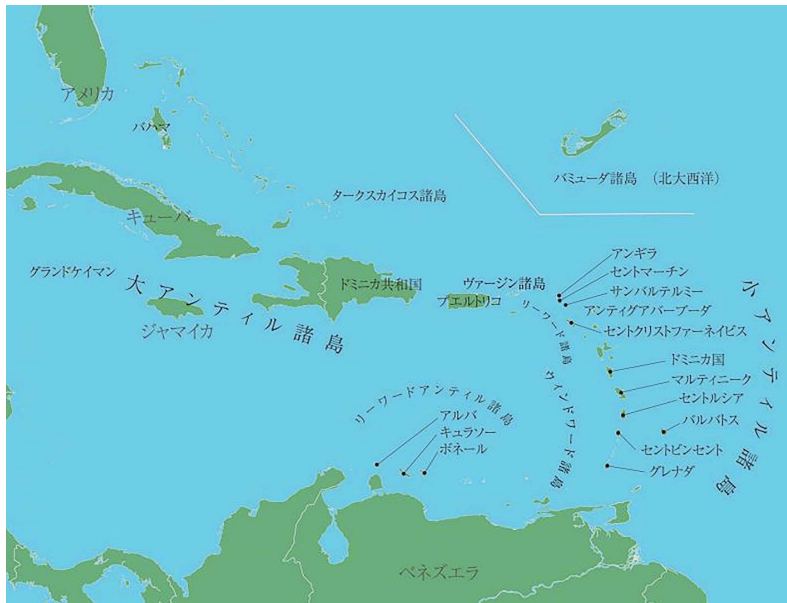 アメリカ
バハマ
バミューダ諸島 （北大西洋）
タークスカイコス諸島
キューバ
グランドケイマン
大アンティル諸島
ジャマイカ
ドミニカ共和国
ヴァージン諸島
プエルトリコ
アンギラ
セントマーチン
サンバルテルミー
アンティグアバーブーダ
セントクリストファーネイビス
リーワード諸島
ウィンドワード諸島
小アンティル諸島
ドミニカ国
マルティニーク
セントルシア
バルバトス
セントビンセント
グレナダ
リーワードアンティル諸島
アルバ
キュラソー
ボネール
ベネズエラ